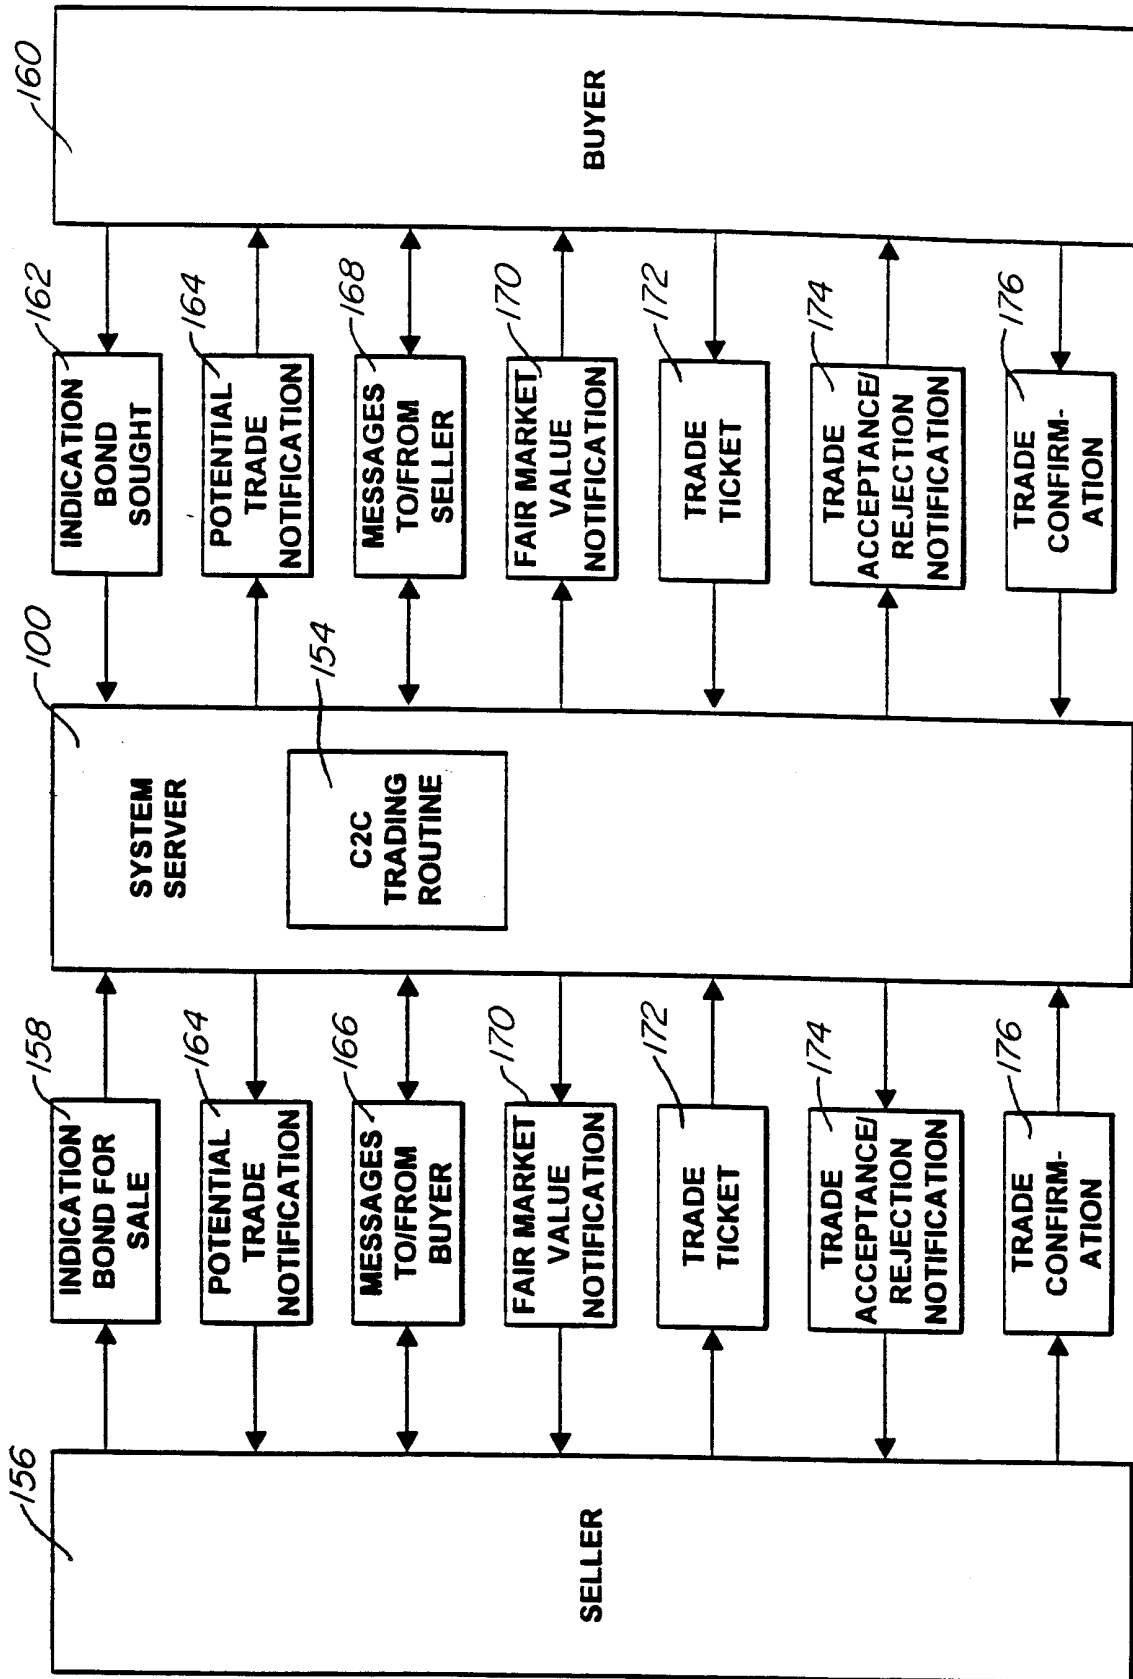 160
BUYER
162
INDICATION
BOND
SOUGHT
164
POTENTIAL
TRADE
NOTIFICATION
168
MESSAGES
TO/FROM
SELLER
170
FAIR MARKET
VALUE
NOTIFICATION
172
TRADE
TICKET
174
TRADE
ACCEPTANCE/
REJECTION
NOTIFICATION
176
TRADE
CONFIRM-
ATION
100
SYSTEM
SERVER
154
C2C
TRADING
ROUTINE
158
INDICATION
BOND FOR
SALE
164
POTENTIAL
TRADE
NOTIFICATION
166
MESSAGES
TO/FROM
BUYER
170
FAIR MARKET
VALUE
NOTIFICATION
172
TRADE
TICKET
174
TRADE
ACCEPTANCE/
REJECTION
NOTIFICATION
176
TRADE
CONFIRM-
ATION
156
SELLER